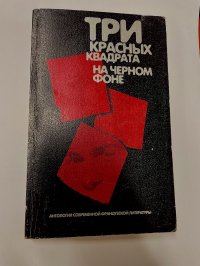 ТРИ
КРАСНЫХ
КВАДРАТА
НА ЧЕРНОМ
ФОНЕ
АНТОЛОГИЯ СОВРЕМЕННОЙ ФРАНЦУЗСКОЙ ЛИТЕРАТУРЫ